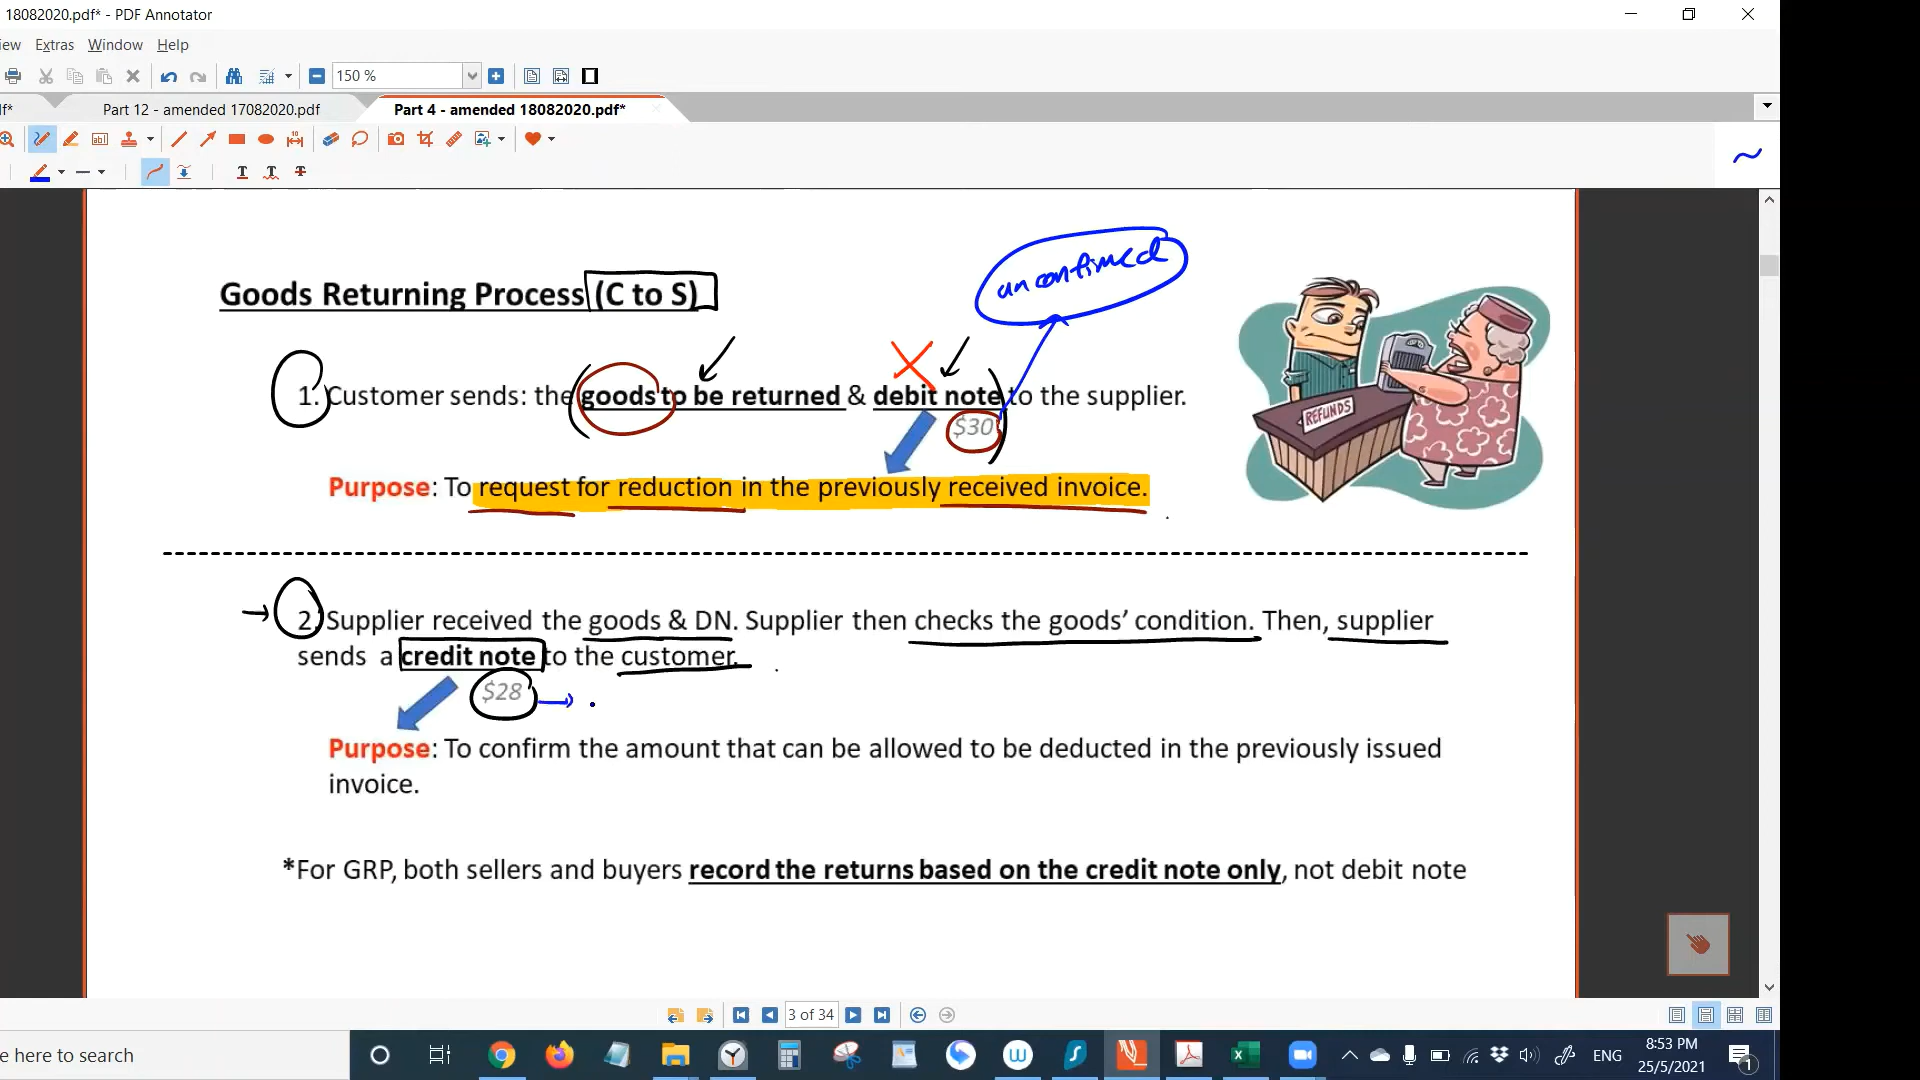 18082020.pdf* - PDF Annotator
iew Extras Window Help
150 %
lf* Part 12 - amended 17082020.pdf Part 4 - amended 18082020.pdf*
unconfirmed
Goods Returning Process (C to S)
1. Customer sends: the goods to be returned & debit note to the supplier.
$30
REFUNDS
Purpose: To request for reduction in the previously received invoice.
2. Supplier received the goods & DN. Supplier then checks the goods' condition. Then, supplier
sends a credit note to the customer.
$28
Purpose: To confirm the amount that can be allowed to be deducted in the previously issued
invoice.
*For GRP, both sellers and buyers record the returns based on the credit note only, not debit note
3 of 34
e here to search
ENG
8:53 PM
25/5/2021
1